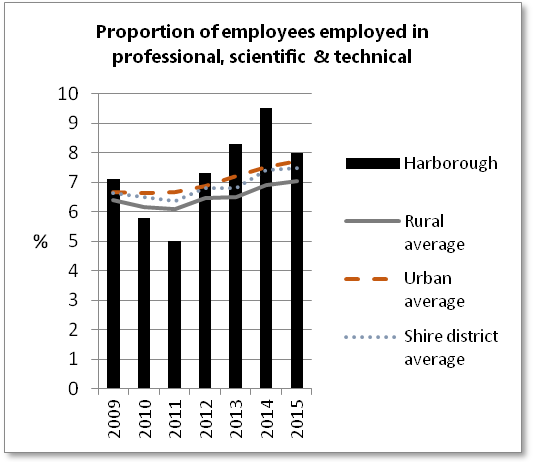 Proportion of employees employed in
professional, scientific & technical
10
9
8
7
6
5
4
3
2
1
0
%
2009
2010
2011
2012
2013
2014
2015
Harborough
Rural
average
Urban
average
Shire district
average